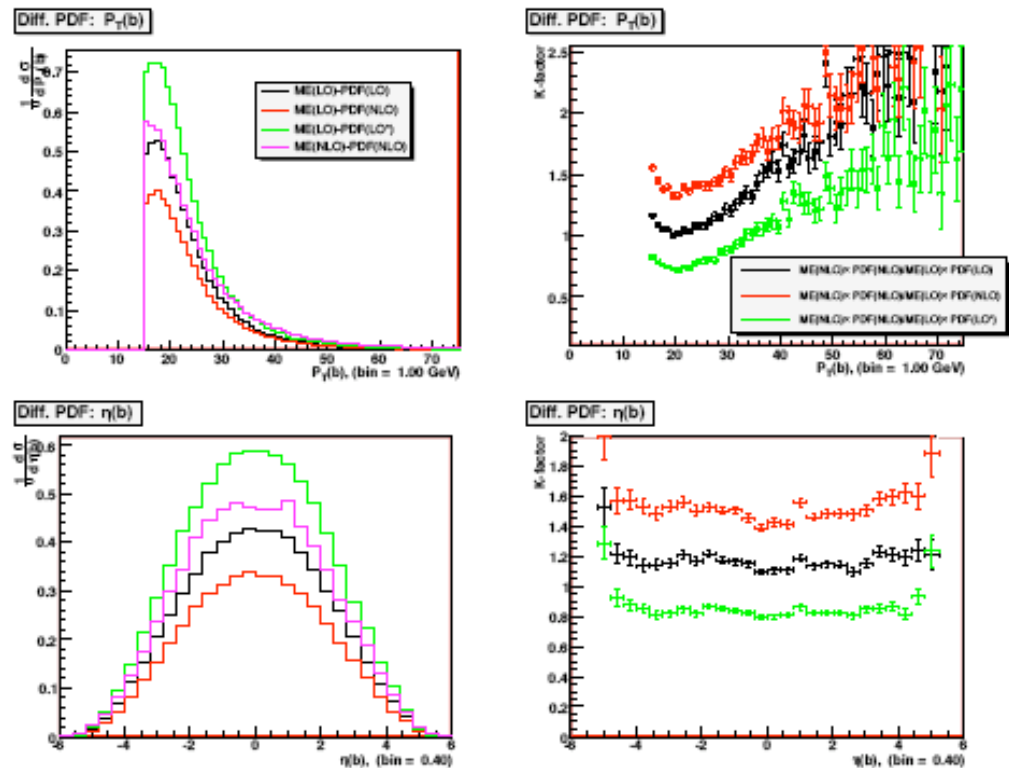 Diff. PDF: P_T(b)
1/σ dσ/dP_T(b)
0.7
0.6
0.5
0.4
0.3
0.2
0.1
0
ME(LO)-PDF(LO)
ME(LO)-PDF(NLO)
ME(LO)-PDF(LO*)
ME(NLO)-PDF(NLO)
0 10 20 30 40 50 60 70
P_T(b), (bin = 1.00 GeV)
Diff. PDF: P_T(b)
K-factor
2.5
2
1.5
1
0.5
ME(NLO)× PDF(NLO)/ME(LO)× PDF(LO)
ME(NLO)× PDF(NLO)/ME(LO)× PDF(NLO)
ME(NLO)× PDF(NLO)/ME(LO)× PDF(LO*)
0 10 20 30 40 50 60 70
P_T(b), (bin = 1.00 GeV)
Diff. PDF: η(b)
1/σ dσ/dη(b)
0.6
0.5
0.4
0.3
0.2
0.1
0
-6 -4 -2 0 2 4 6
η(b), (bin = 0.40)
Diff. PDF: η(b)
K-factor
2
1.8
1.6
1.4
1.2
1
0.8
0.6
0.4
0.2
0
-6 -4 -2 0 2 4 6
η(b), (bin = 0.40)